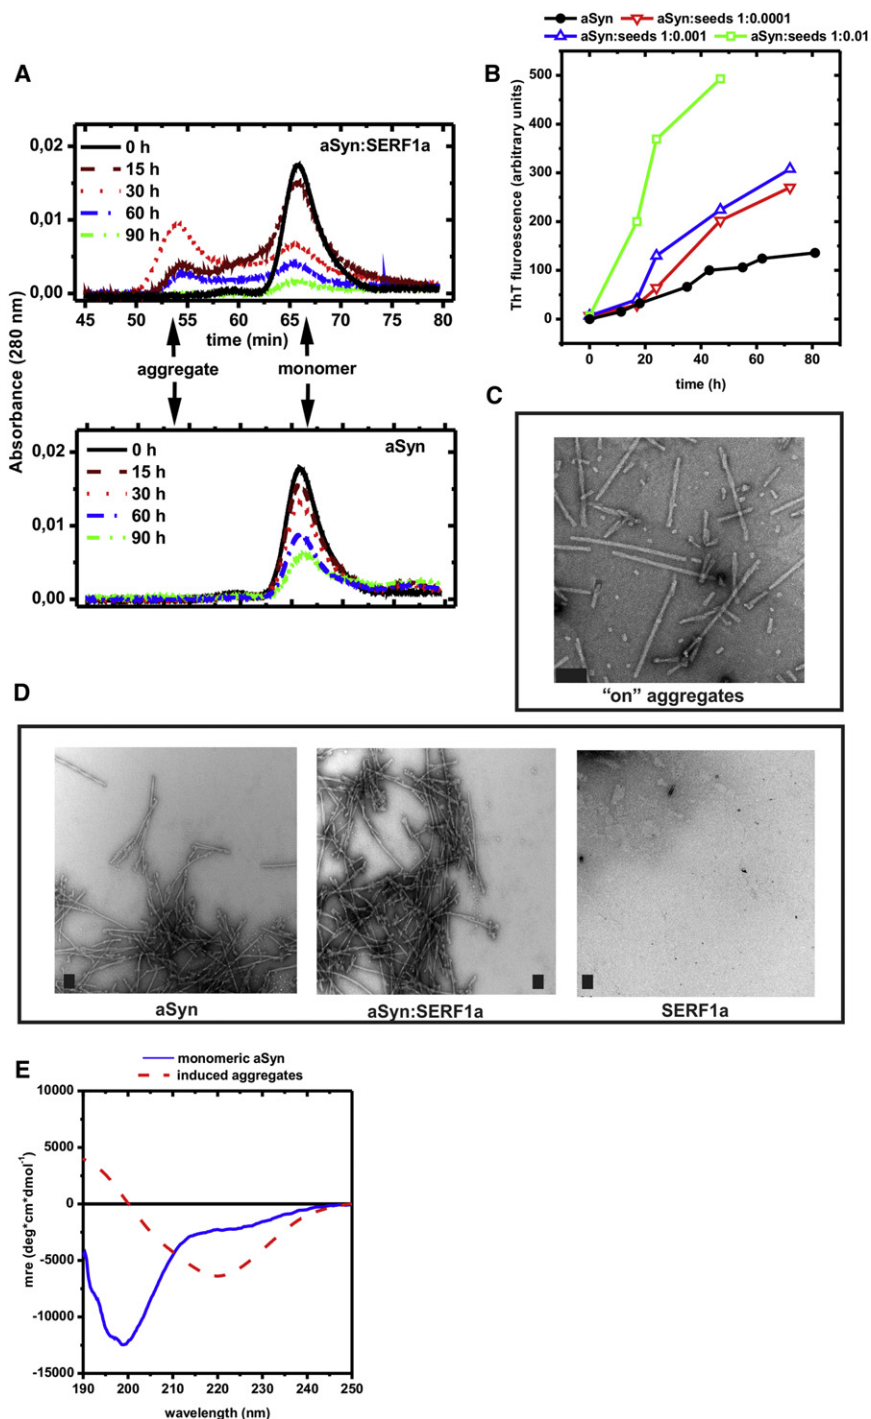 A
aSyn:SERF1a
0 h
15 h
30 h
60 h
90 h
0,02
0,01
0,00
45 50 55 60 65 70 75 80
time (min)
aggregate
monomer
Absorbance (280 nm)
aSyn
0 h
15 h
30 h
60 h
90 h
0,02
0,01
0,00
aSyn
aSyn:seeds 1:0.0001
aSyn:seeds 1:0.001
aSyn:seeds 1:0.01
B
500
400
300
200
100
0
ThT fluroescence (arbitrary units)
0 20 40 60 80
time (h)
C
"on" aggregates
D
aSyn
aSyn:SERF1a
SERF1a
E
monomeric aSyn
induced aggregates
10000
5000
0
-5000
-10000
-15000
mre (deg*cm*dmol-1)
190 200 210 220 230 240 250
wavelength (nm)